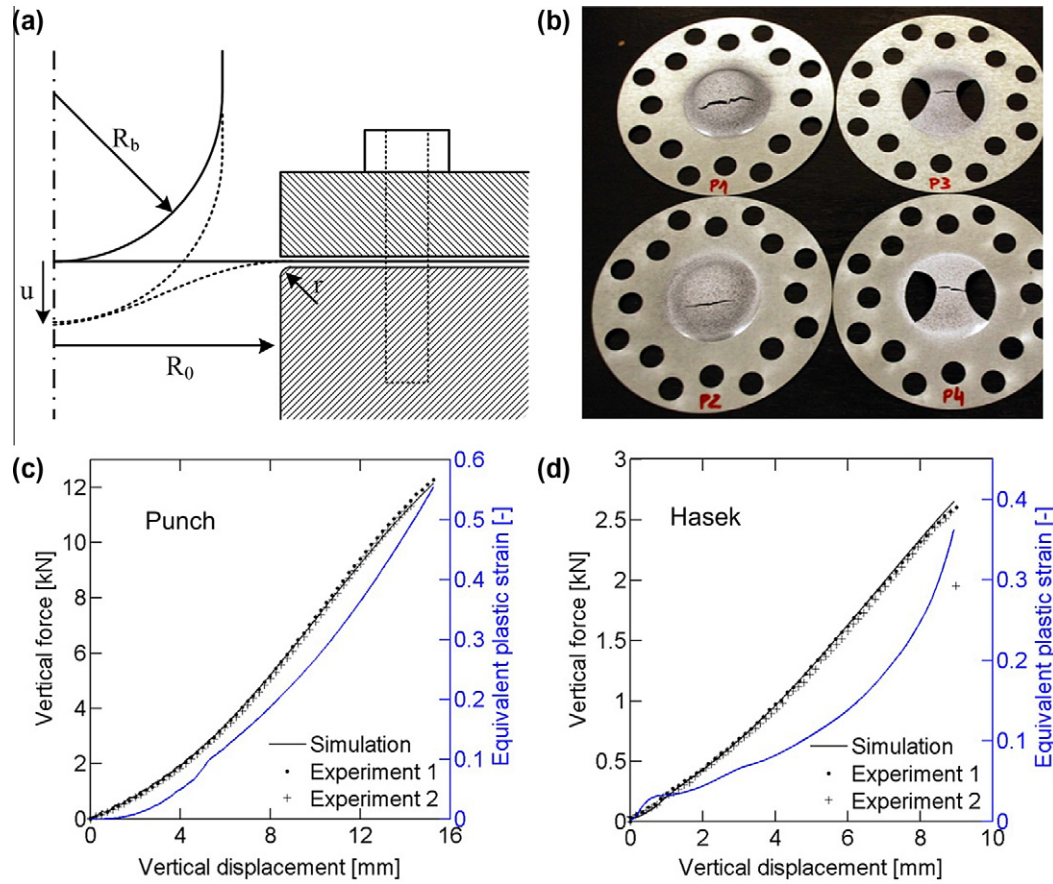 (a)
R_b
u
r
R_0
(b)
P1
P3
P2
P4
(c)
Punch
Vertical force [kN]
12
10
8
6
4
2
0
0.6
0.5
0.4
0.3
0.2
0.1
0
Equivalent plastic strain [-]
Simulation
Experiment 1
Experiment 2
0 4 8 12 16
Vertical displacement [mm]
(d)
Hasek
Vertical force [kN]
3
2.5
2
1.5
1
0.5
0
0.4
0.3
0.2
0.1
0
Equivalent plastic strain [-]
Simulation
Experiment 1
Experiment 2
0 2 4 6 8 10
Vertical displacement [mm]